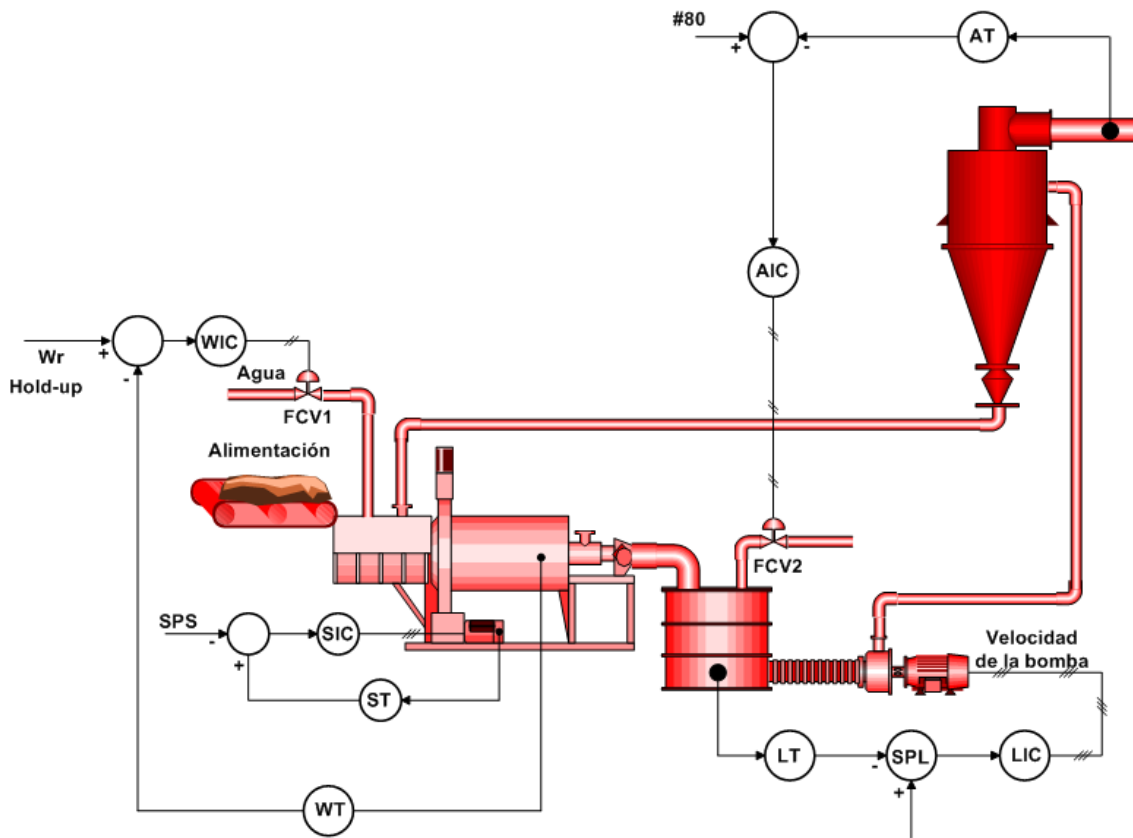 #80
+
-
AT
AIC
Wr
+
-
WIC
Hold-up
Agua
FCV1
Alimentación
FCV2
SPS
-
+
SIC
ST
Velocidad
de la bomba
LT
-
SPL
+
LIC
WT